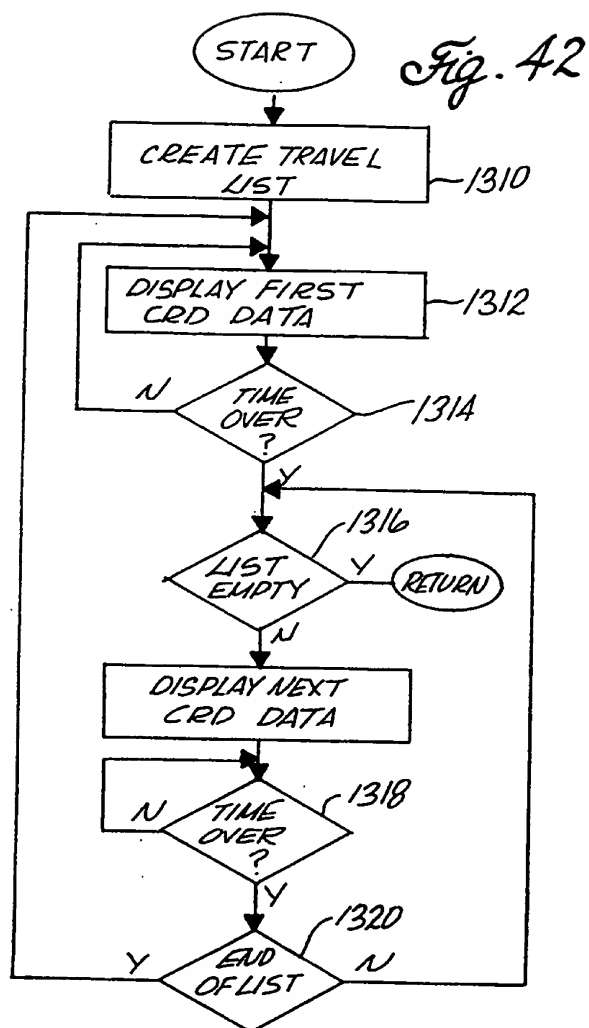 START
Fig. 42
CREATE TRAVEL
LIST
1310
DISPLAY FIRST
CRD DATA
1312
N
TIME
OVER
?
1314
Y
1316
LIST
EMPTY
Y
RETURN
N
DISPLAY NEXT
CRD DATA
N
TIME
OVER
?
1318
Y
1320
Y
END
OF LIST
N